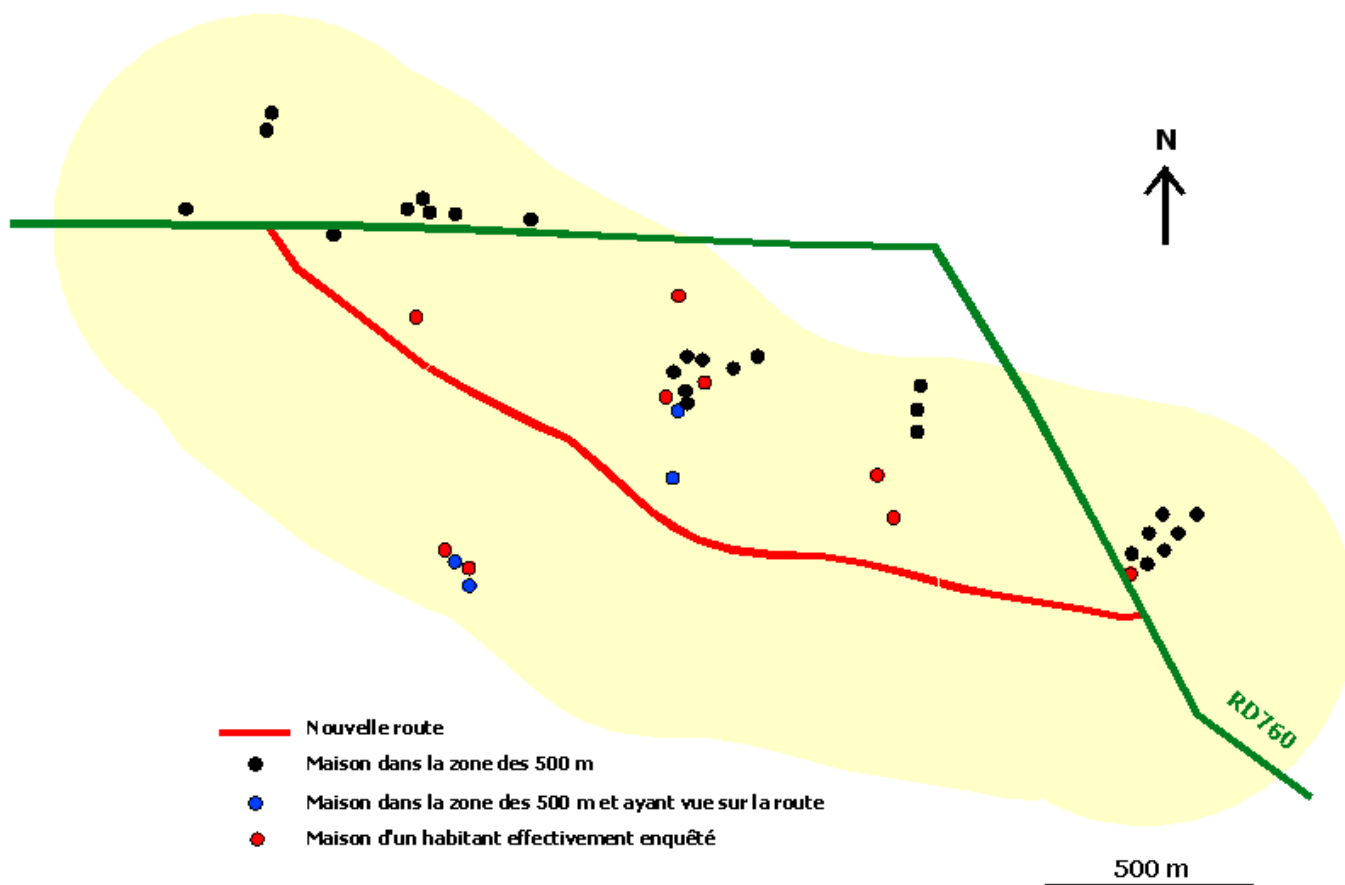 N
RD760
Nouvelle route
Maison dans la zone des 500 m
Maison dans la zone des 500 m et ayant vue sur la route
Maison d'un habitant effectivement enquêté
500 m